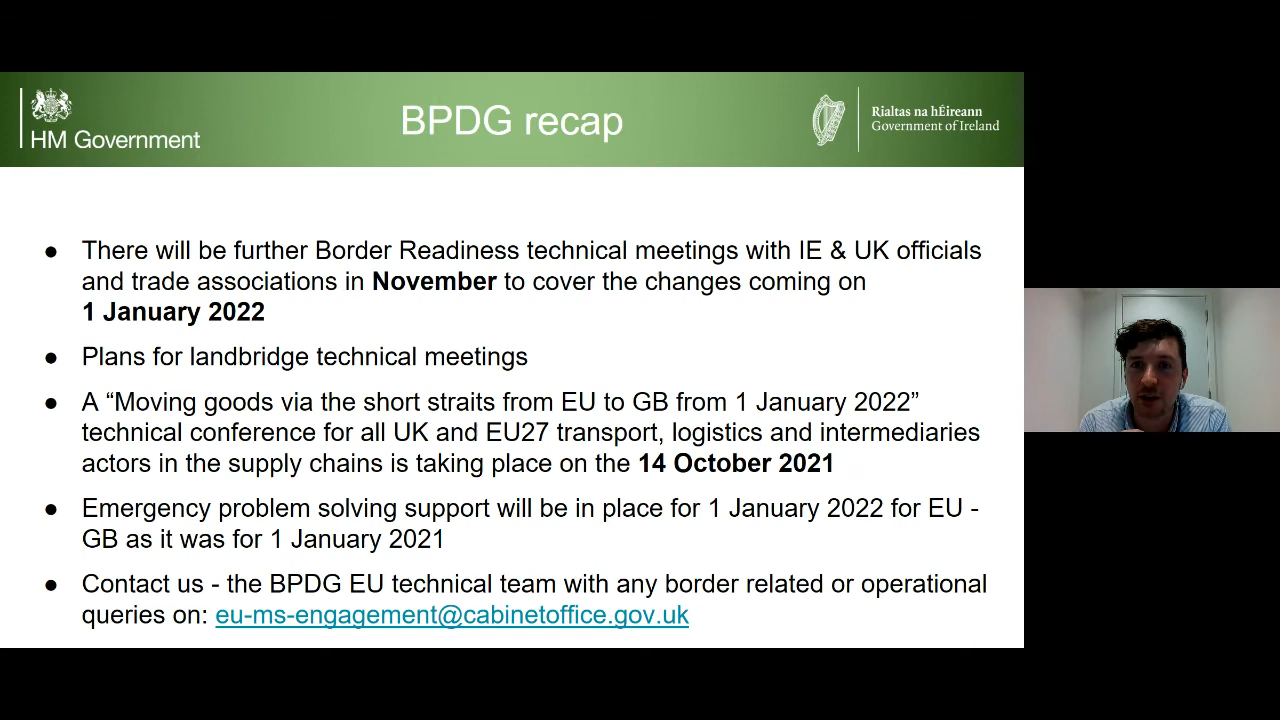 HM Government
BPDG recap
Rialtas na hÉireann
Government of Ireland
● There will be further Border Readiness technical meetings with IE & UK officials
and trade associations in November to cover the changes coming on
1 January 2022
● Plans for landbridge technical meetings
● A “Moving goods via the short straits from EU to GB from 1 January 2022”
technical conference for all UK and EU27 transport, logistics and intermediaries
actors in the supply chains is taking place on the 14 October 2021
● Emergency problem solving support will be in place for 1 January 2022 for EU -
GB as it was for 1 January 2021
● Contact us - the BPDG EU technical team with any border related or operational
queries on: eu-ms-engagement@cabinetoffice.gov.uk